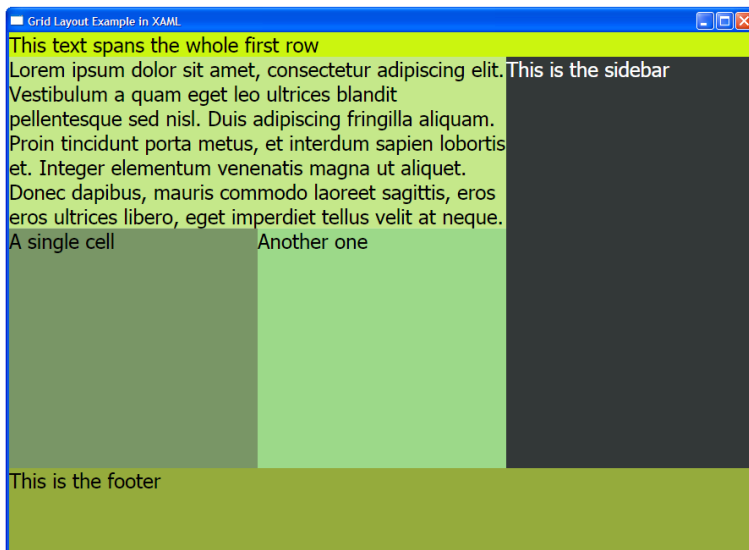 Grid Layout Example in XAML
This text spans the whole first row
Lorem ipsum dolor sit amet, consectetur adipiscing elit.
Vestibulum a quam eget leo ultrices blandit
pellentesque sed nisl. Duis adipiscing fringilla aliquam.
Proin tincidunt porta metus, et interdum sapien lobortis
et. Integer elementum venenatis magna ut aliquet.
Donec dapibus, mauris commodo laoreet sagittis, eros
eros ultrices libero, eget imperdiet tellus velit at neque.
This is the sidebar
A single cell
Another one
This is the footer